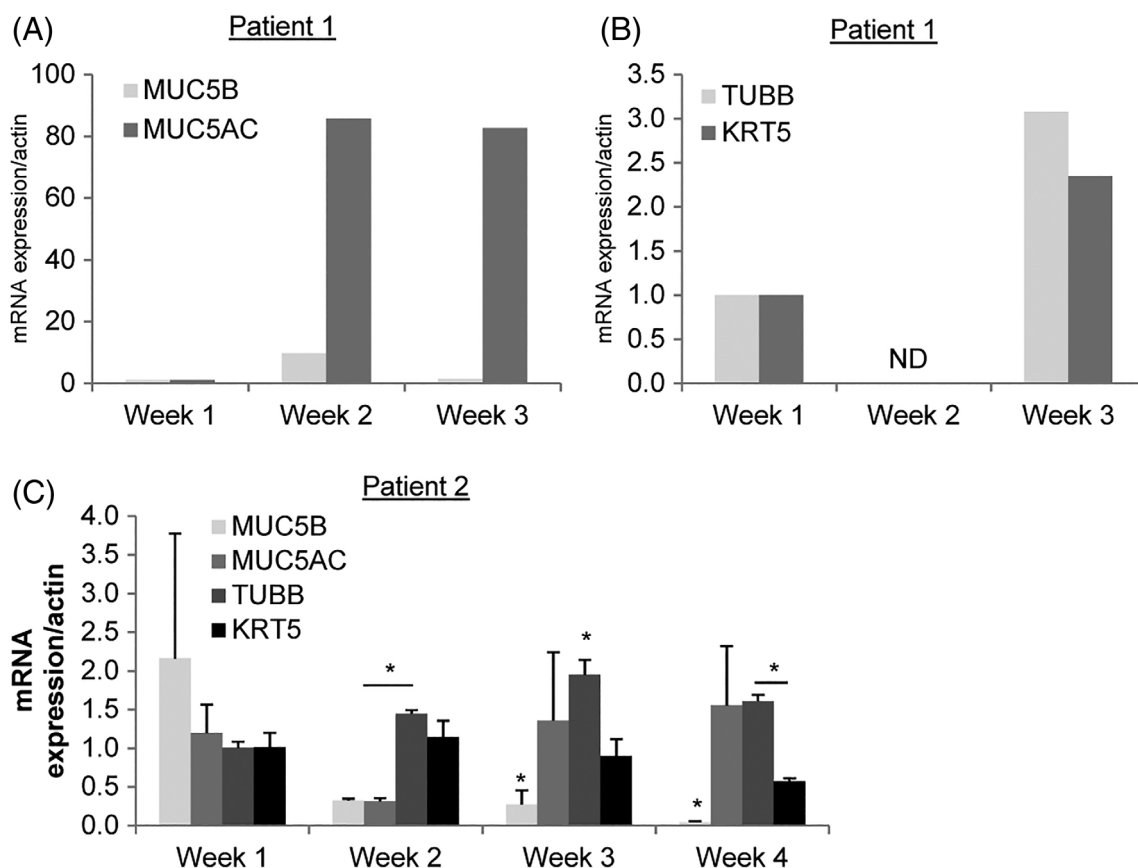 (A)
Patient 1
mRNA expression/actin
100
80
60
40
20
0
MUC5B
MUC5AC
Week 1
Week 2
Week 3
(B)
Patient 1
mRNA expression/actin
3.5
3.0
2.5
2.0
1.5
1.0
0.5
0.0
TUBB
KRT5
ND
Week 1
Week 2
Week 3
(C)
Patient 2
mRNA
expression/actin
4.0
3.5
3.0
2.5
2.0
1.5
1.0
0.5
0.0
MUC5B
MUC5AC
TUBB
KRT5
*
*
*
*
*
Week 1
Week 2
Week 3
Week 4